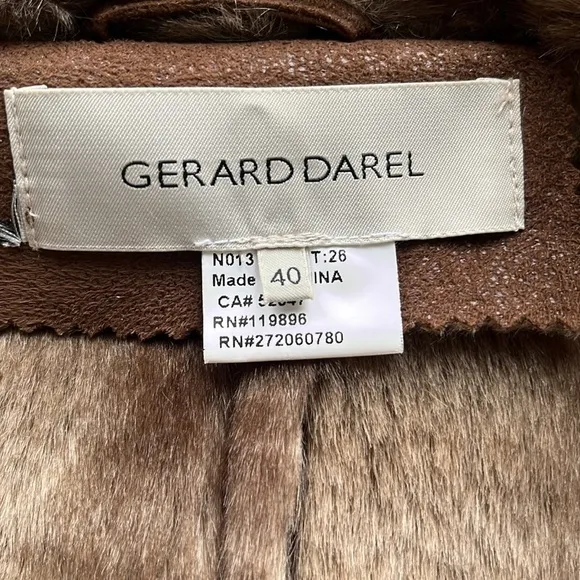 GERARD DAREL
N013 T:26
40
Made INA
CA#
RN#119896
RN#272060780